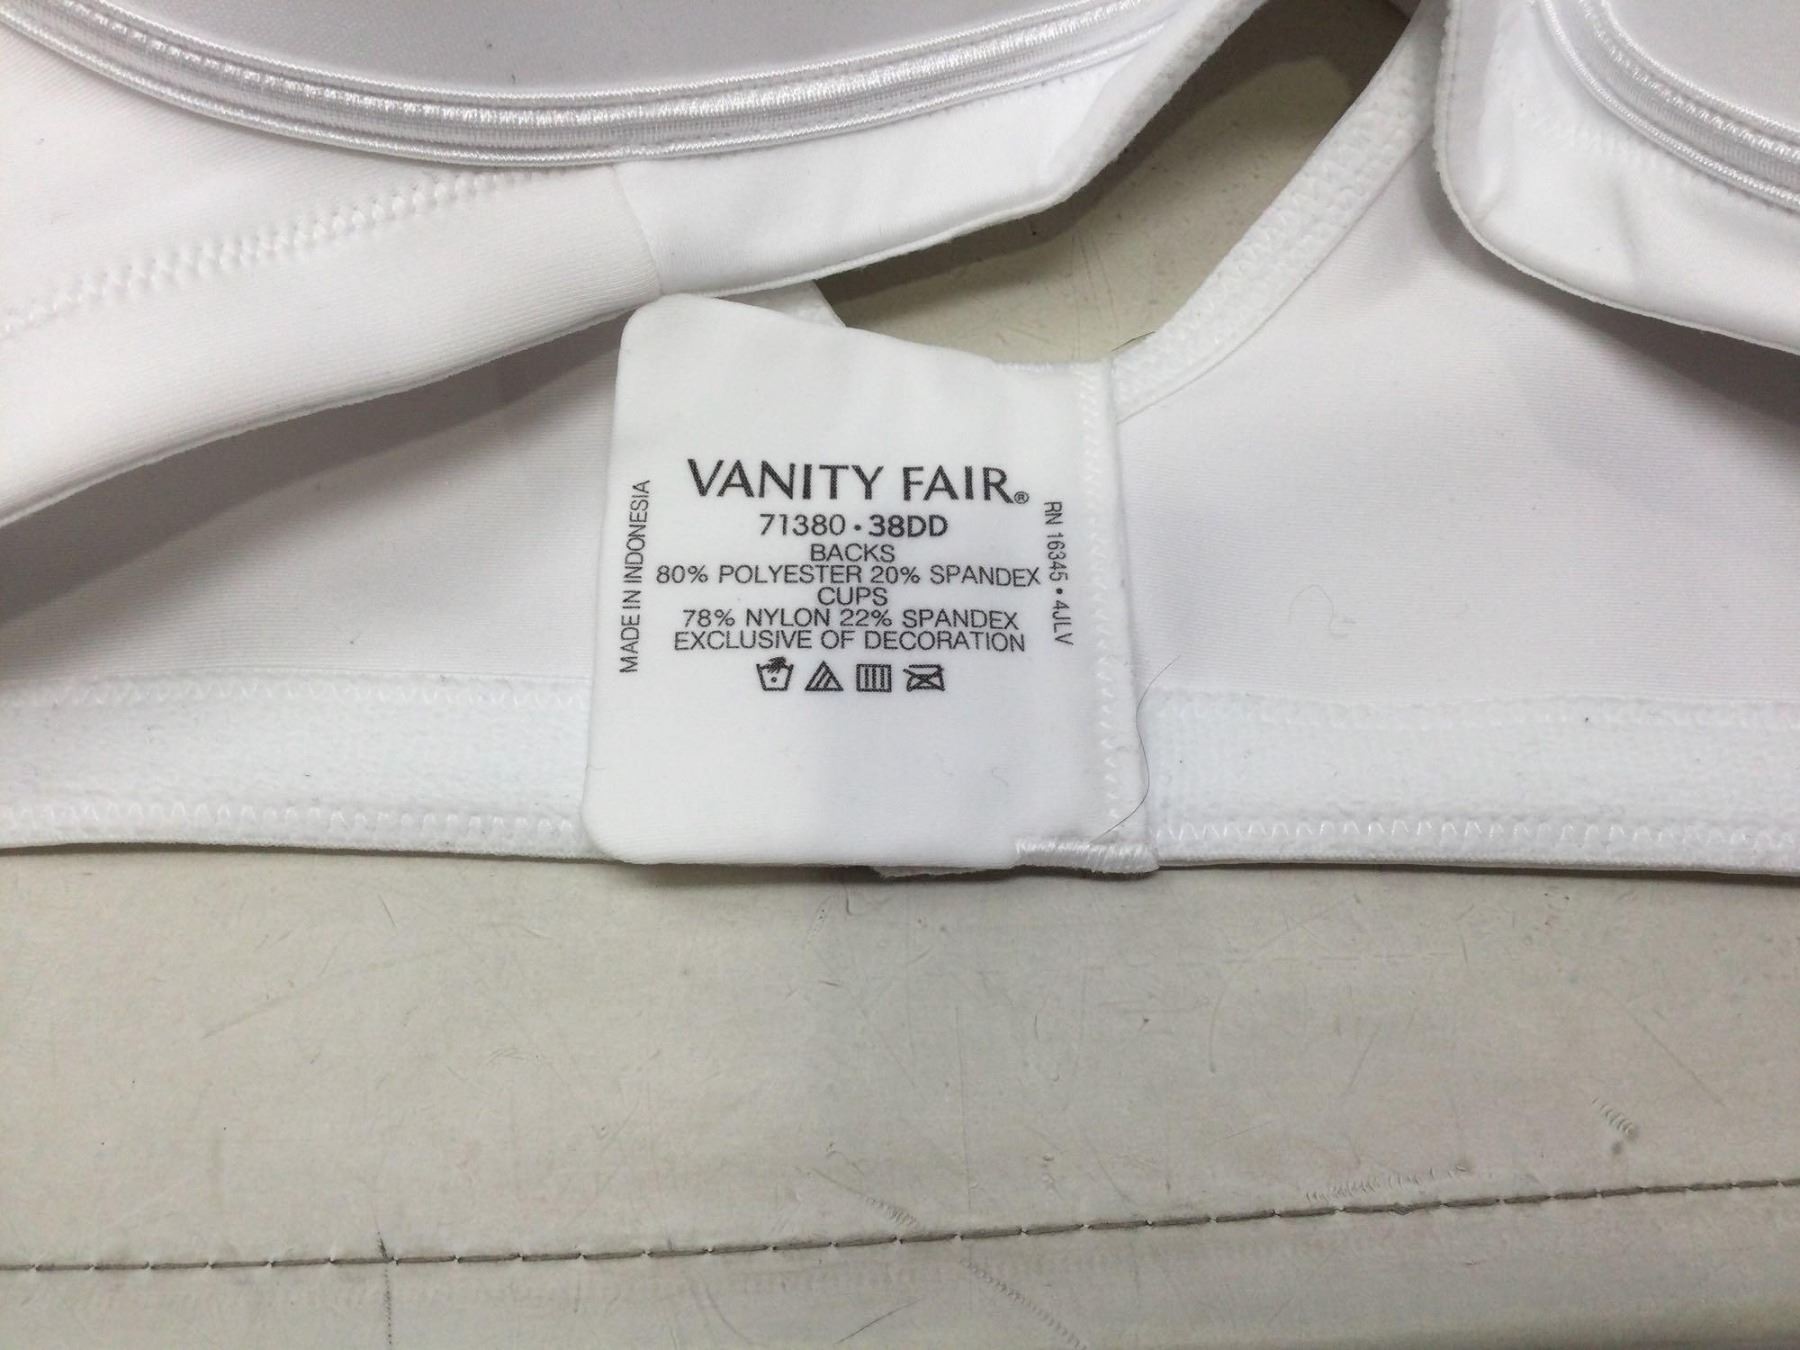 VANITY FAIR®
71380 • 38DD
BACKS
80% POLYESTER 20% SPANDEX
CUPS
78% NYLON 22% SPANDEX
EXCLUSIVE OF DECORATION
MADE IN INDONESIA
RN 16345 • 4JLV